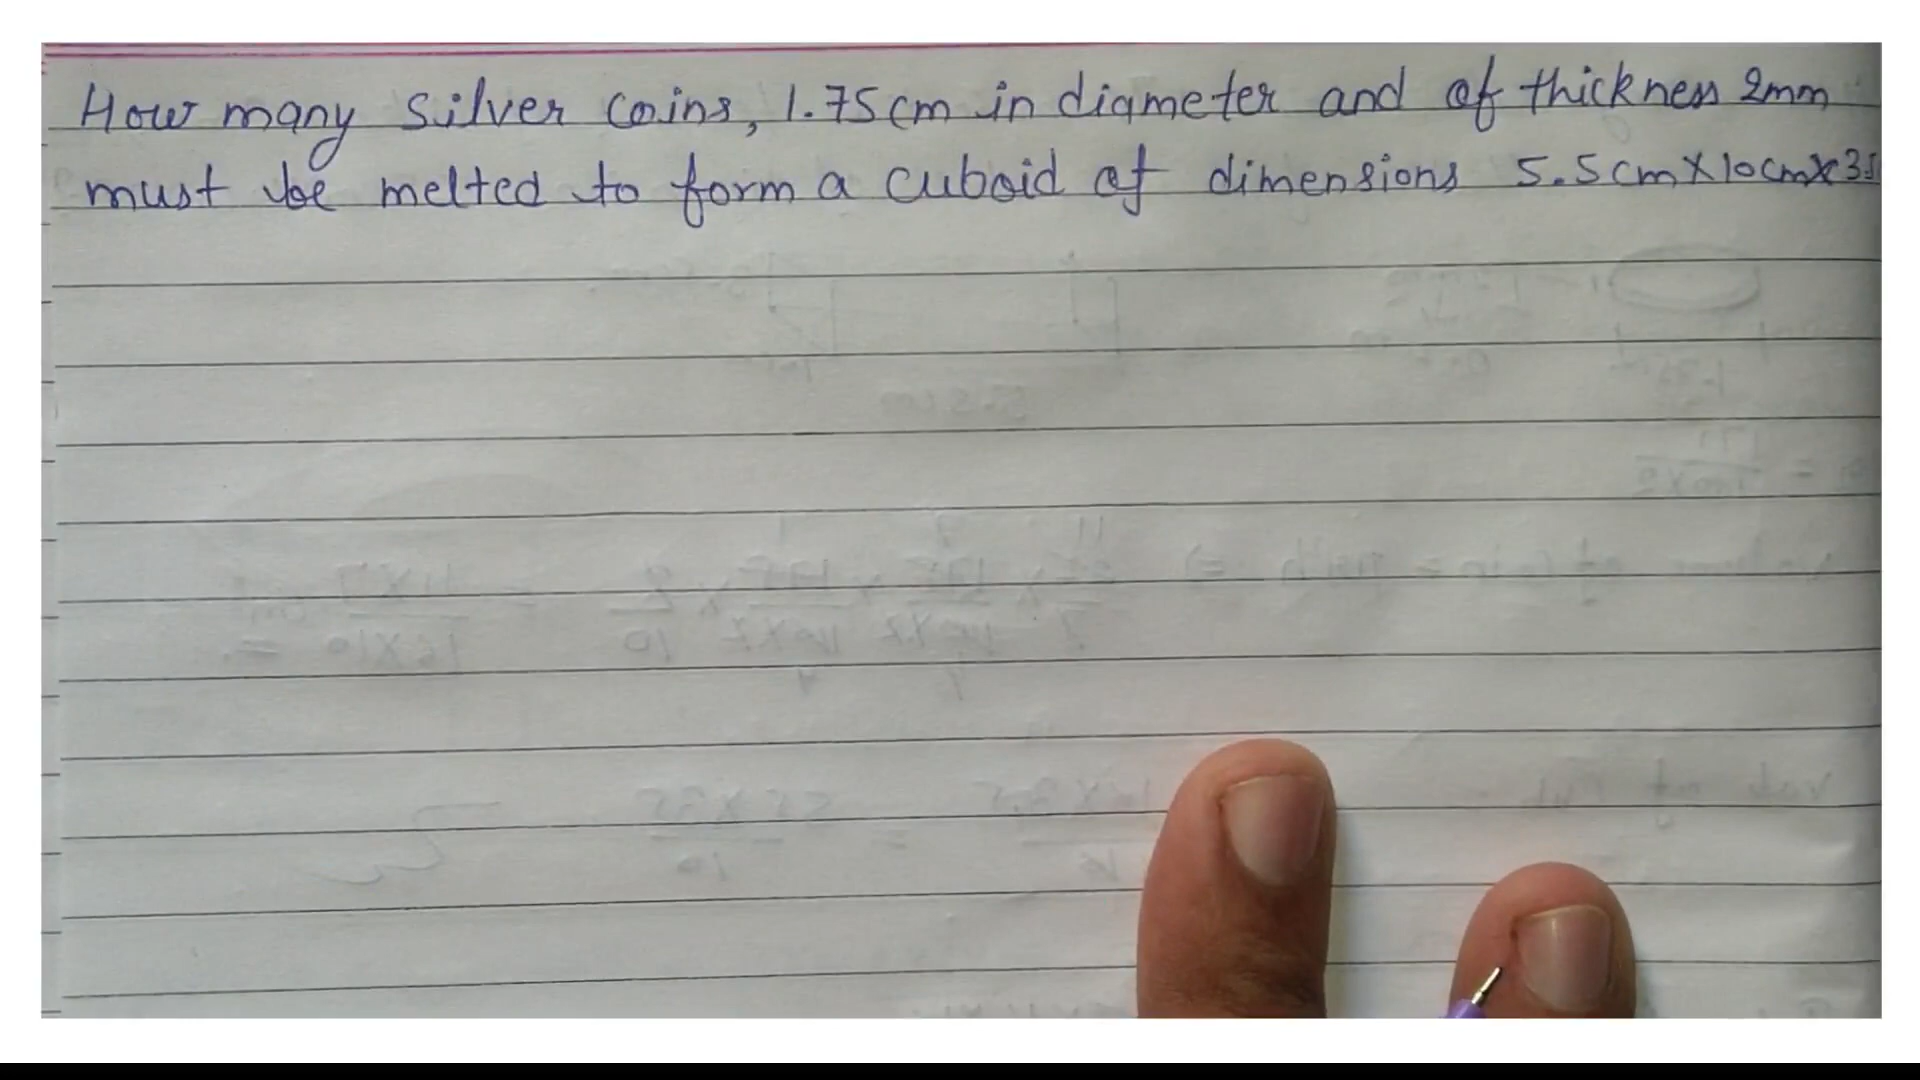 How many silver coins, 1.75cm in diameter and of thickness 2mm
must be melted to form a cuboid of dimensions 5.5cm X 10cm X 3.